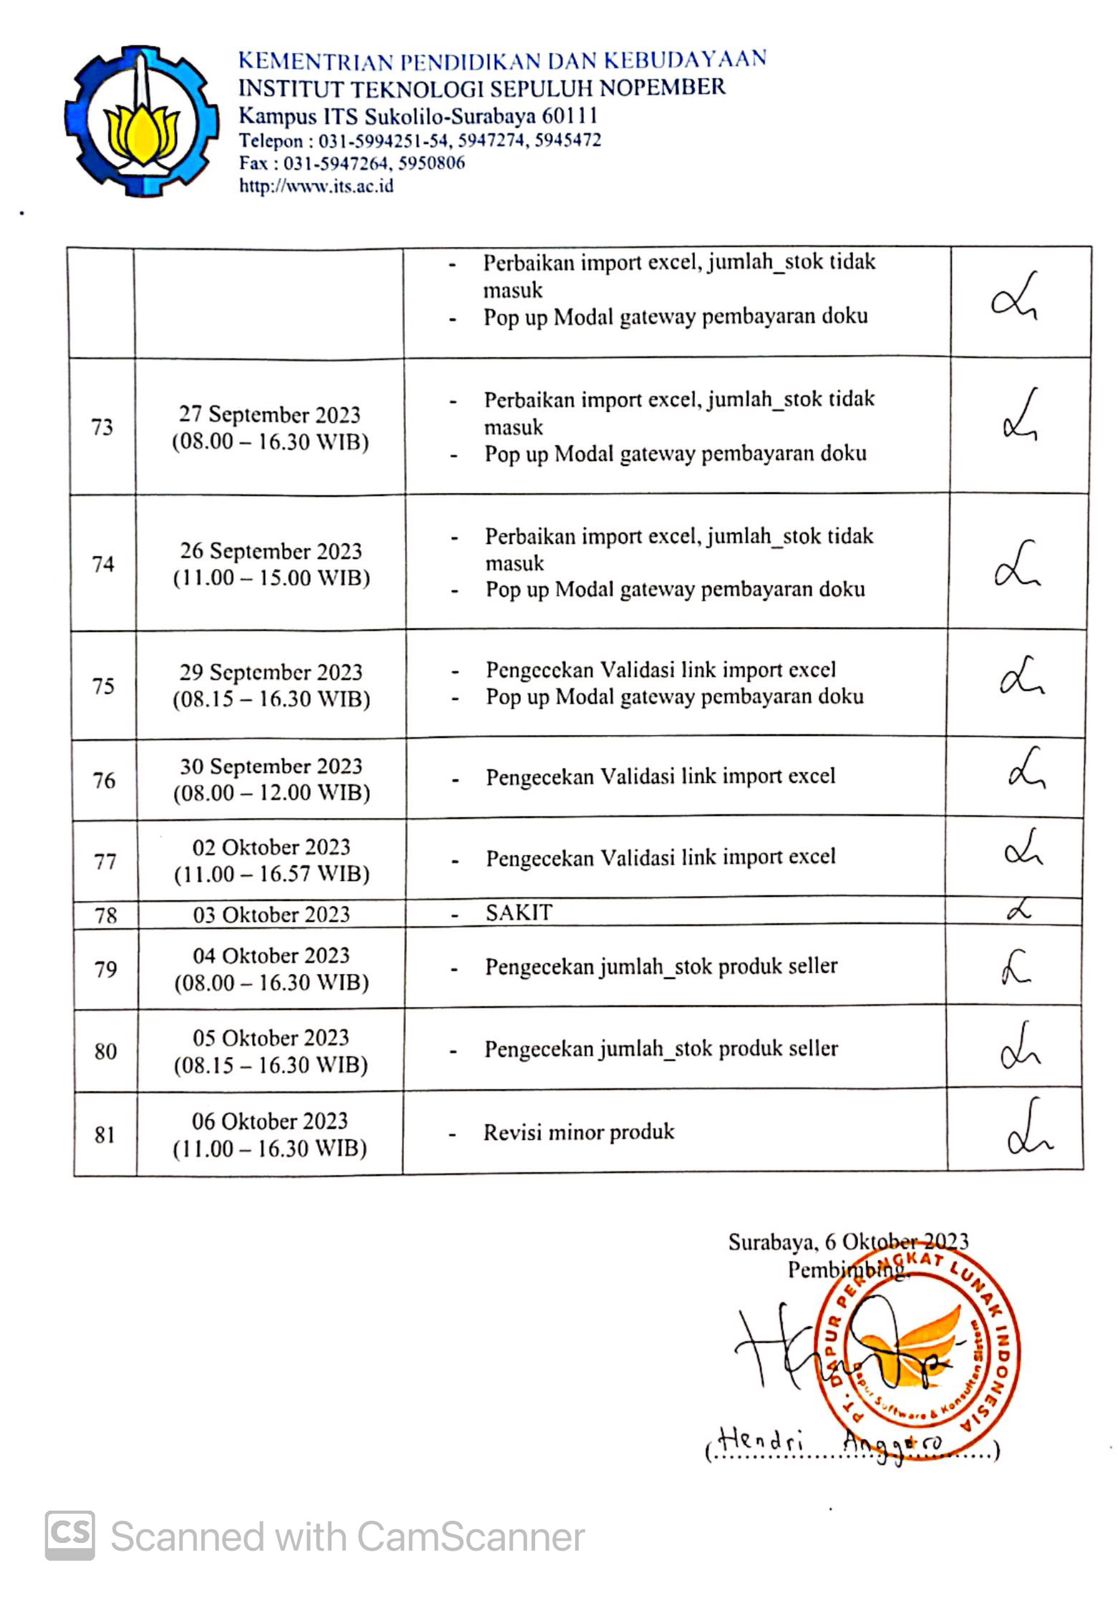 KEMENTRIAN PENDIDIKAN DAN KEBUDAYAAN
INSTITUT TEKNOLOGI SEPULUH NOPEMBER
Kampus ITS Sukolilo-Surabaya 60111
Telepon : 031-5994251-54, 5947274, 5945472
Fax : 031-5947264, 5950806
http://www.its.ac.id
- Perbaikan import excel, jumlah_stok tidak
masuk
- Pop up Modal gateway pembayaran doku
73
27 September 2023
(08.00 – 16.30 WIB)
- Perbaikan import excel, jumlah_stok tidak
masuk
- Pop up Modal gateway pembayaran doku
74
26 September 2023
(11.00 – 15.00 WIB)
- Perbaikan import excel, jumlah_stok tidak
masuk
- Pop up Modal gateway pembayaran doku
75
29 September 2023
(08.15 – 16.30 WIB)
- Pengecekan Validasi link import excel
- Pop up Modal gateway pembayaran doku
76
30 September 2023
(08.00 – 12.00 WIB)
- Pengecekan Validasi link import excel
77
02 Oktober 2023
(11.00 – 16.57 WIB)
- Pengecekan Validasi link import excel
78
03 Oktober 2023
- SAKIT
79
04 Oktober 2023
(08.00 – 16.30 WIB)
- Pengecekan jumlah_stok produk seller
80
05 Oktober 2023
(08.15 – 16.30 WIB)
- Pengecekan jumlah_stok produk seller
81
06 Oktober 2023
(11.00 – 16.30 WIB)
- Revisi minor produk
Surabaya, 6 Oktober 2023
Pembimbing,
PT. DAPUR PERANGKAT LUNAK INDONESIA
Dapur Software & Konsultan Sistem
(Hendri Anggoro)
CS Scanned with CamScanner